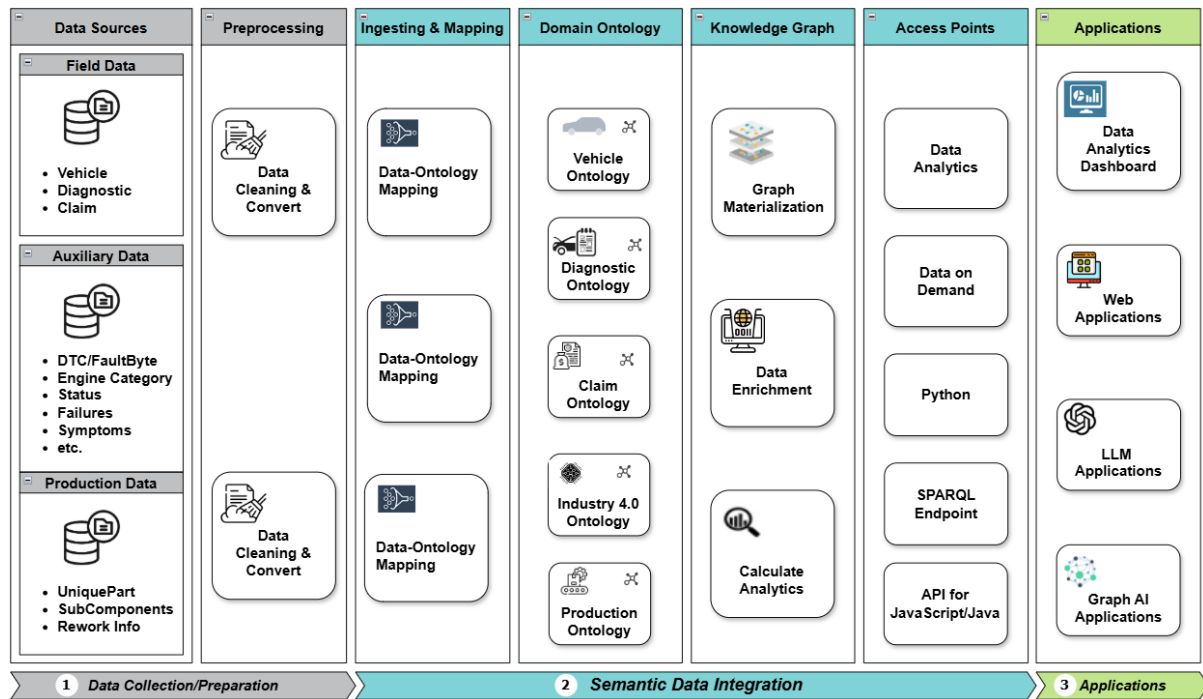 Data Sources
Field Data
• Vehicle
• Diagnostic
• Claim
Auxiliary Data
• DTC/FaultByte
• Engine Category
• Status
• Failures
• Symptoms
• etc.
Production Data
• UniquePart
• SubComponents
• Rework Info
Preprocessing
Data
Cleaning &
Convert
Data
Cleaning &
Convert
Ingesting & Mapping
Data-Ontology
Mapping
Data-Ontology
Mapping
Data-Ontology
Mapping
Domain Ontology
Vehicle
Ontology
Diagnostic
Ontology
Claim
Ontology
Industry 4.0
Ontology
Production
Ontology
Knowledge Graph
Graph
Materialization
Data
Enrichment
Calculate
Analytics
Access Points
Data
Analytics
Data on
Demand
Python
SPARQL
Endpoint
API for
JavaScript/Java
Applications
Data
Analytics
Dashboard
Web
Applications
LLM
Applications
Graph AI
Applications
1 Data Collection/Preparation
2 Semantic Data Integration
3 Applications